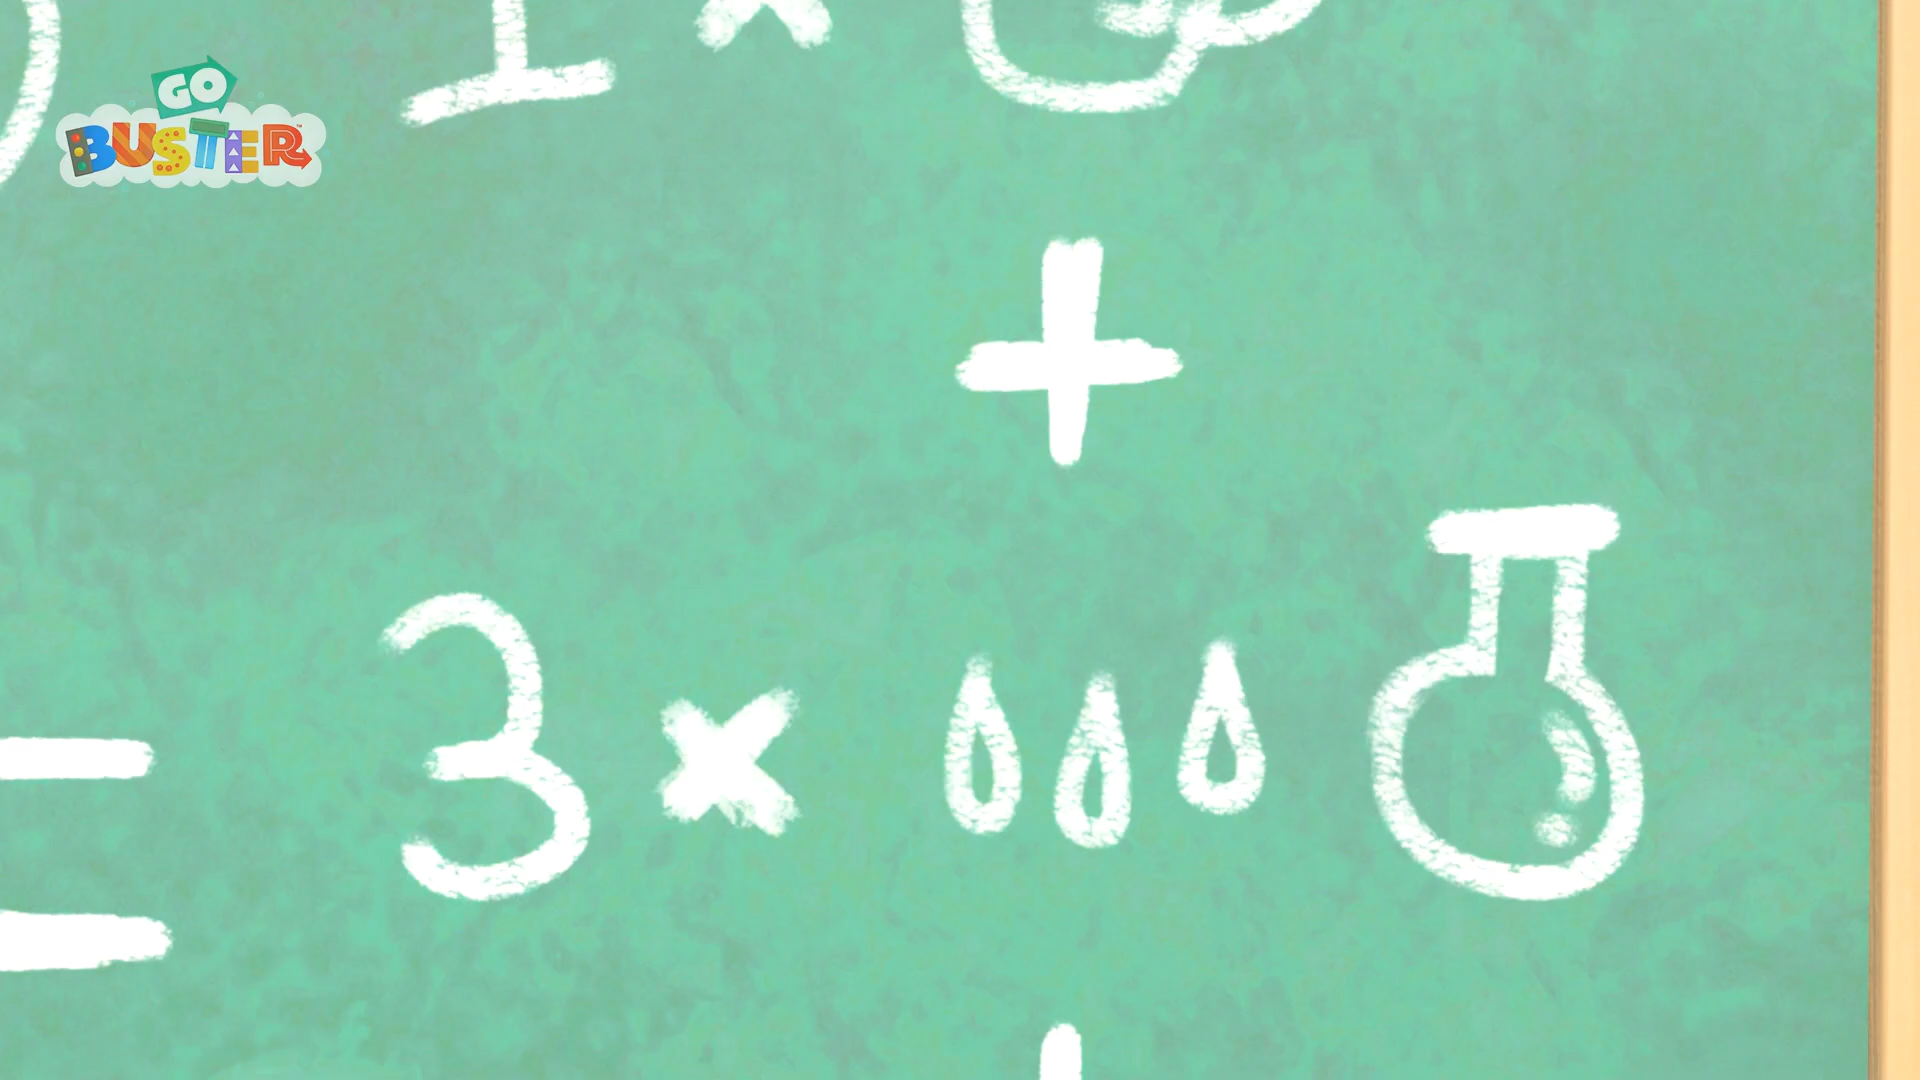 GO
BUSTER
1 ×
+
= 3 ×